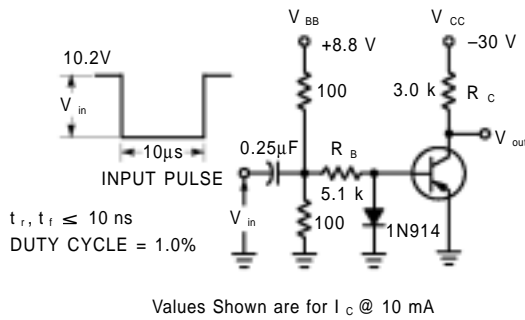 10.2V
V in
10μs
INPUT PULSE
t r, t f ≤ 10 ns
DUTY CYCLE = 1.0%
V BB
+8.8 V
100
0.25μF
R B
5.1 k
V in
100
1N914
V CC
–30 V
3.0 k
R C
V out
Values Shown are for I C @ 10 mA